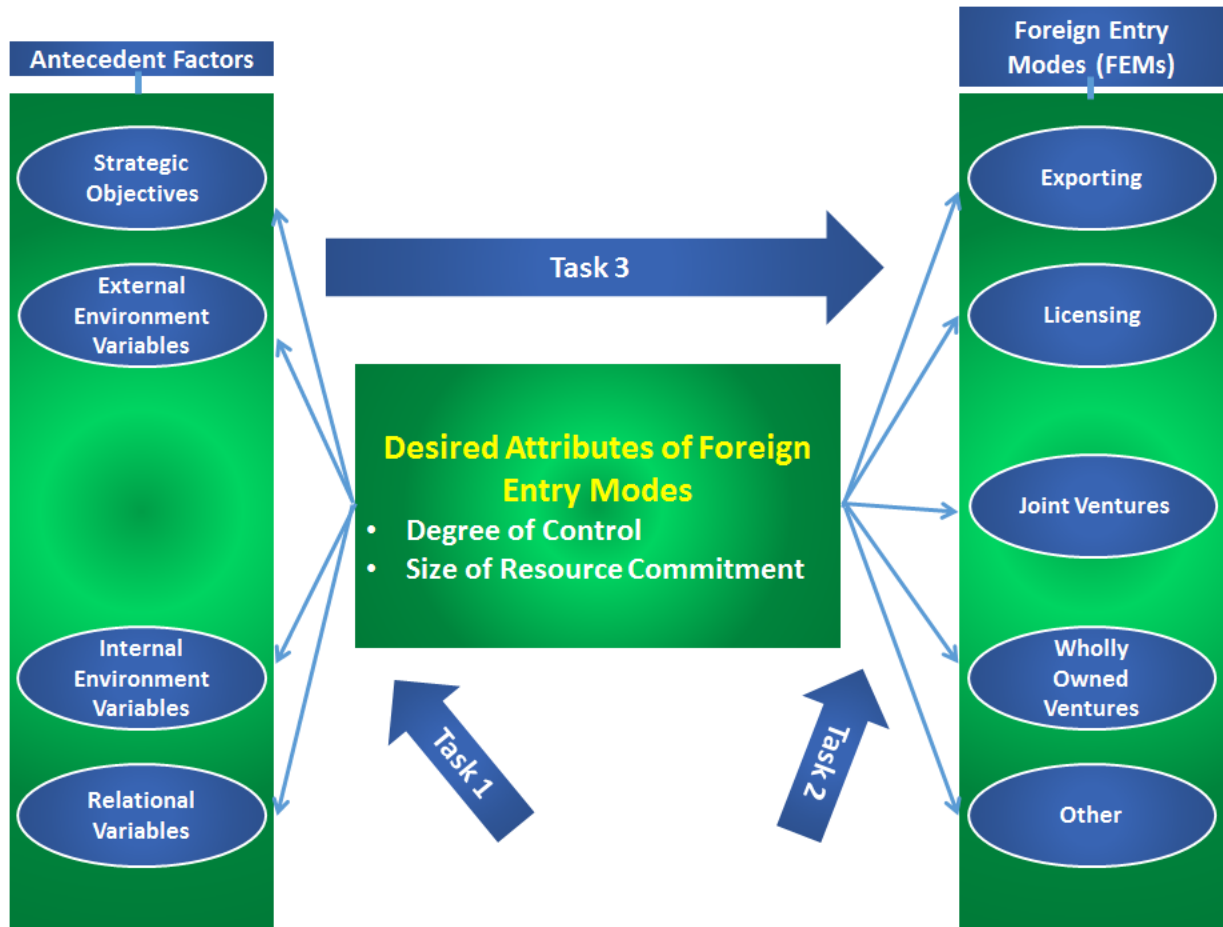 Antecedent Factors
Strategic
Objectives
External
Environment
Variables
Internal
Environment
Variables
Relational
Variables
Task 3
Desired Attributes of Foreign
Entry Modes
• Degree of Control
• Size of Resource Commitment
Task 1
Task 2
Foreign Entry
Modes (FEMs)
Exporting
Licensing
Joint Ventures
Wholly
Owned
Ventures
Other